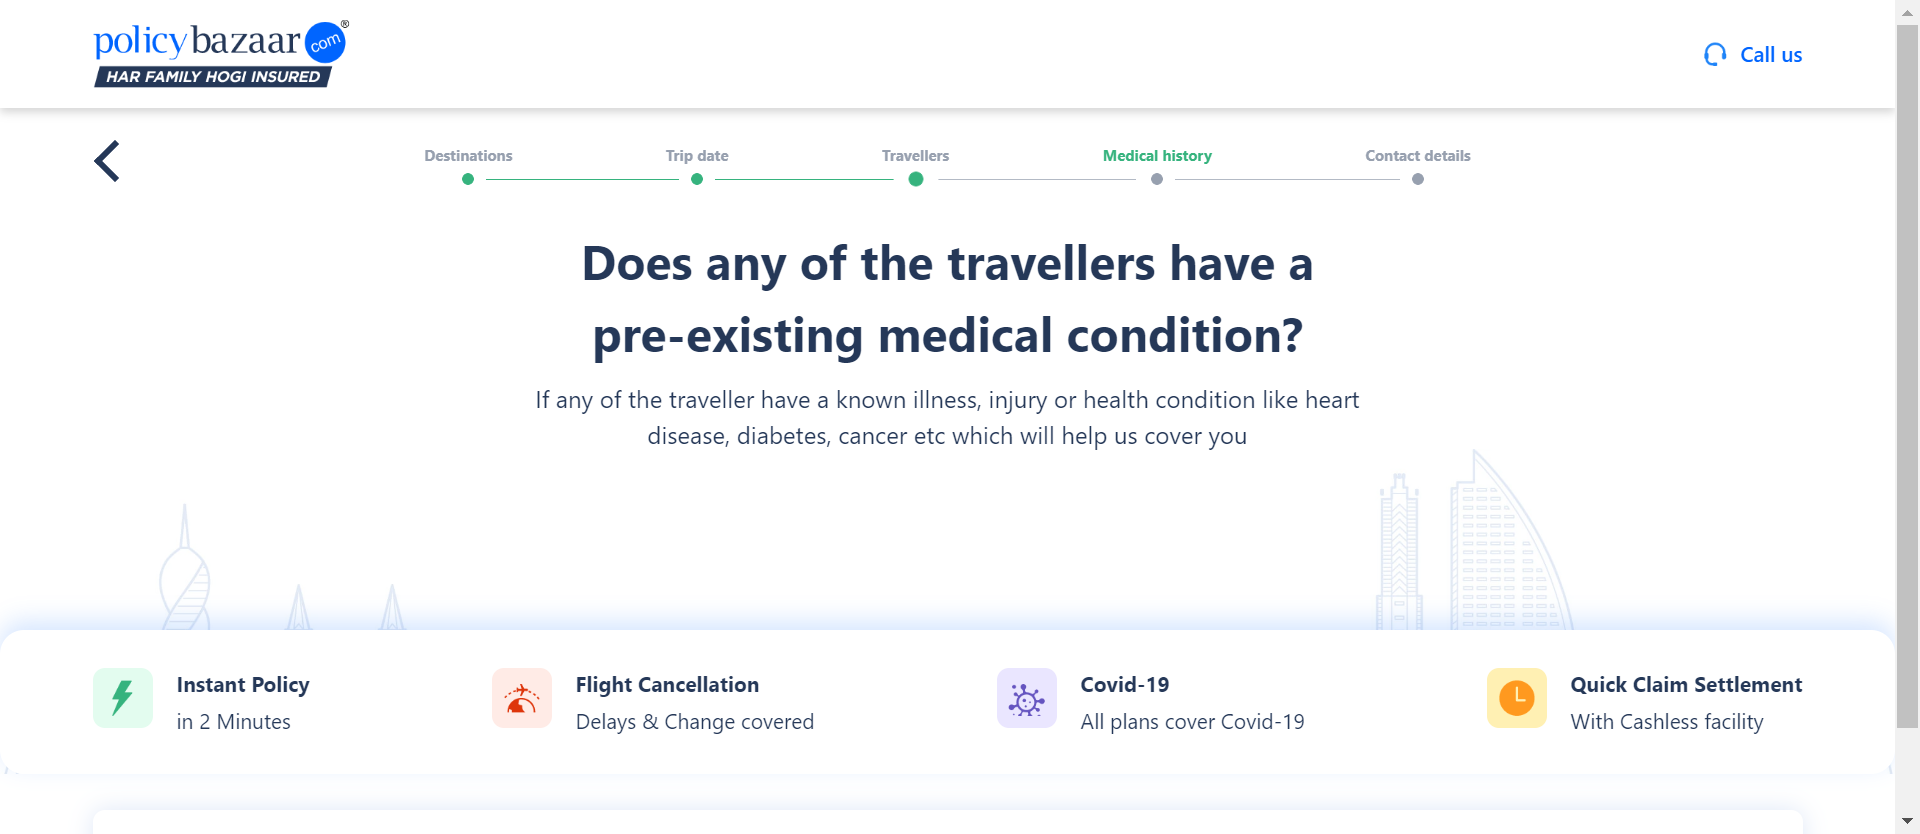 policybazaar com ®
HAR FAMILY HOGI INSURED
Call us
Destinations
Trip date
Travellers
Medical history
Contact details
Does any of the travellers have a
pre-existing medical condition?
If any of the traveller have a known illness, injury or health condition like heart
disease, diabetes, cancer etc which will help us cover you
Instant Policy
in 2 Minutes
Flight Cancellation
Delays & Change covered
Covid-19
All plans cover Covid-19
Quick Claim Settlement
With Cashless facility